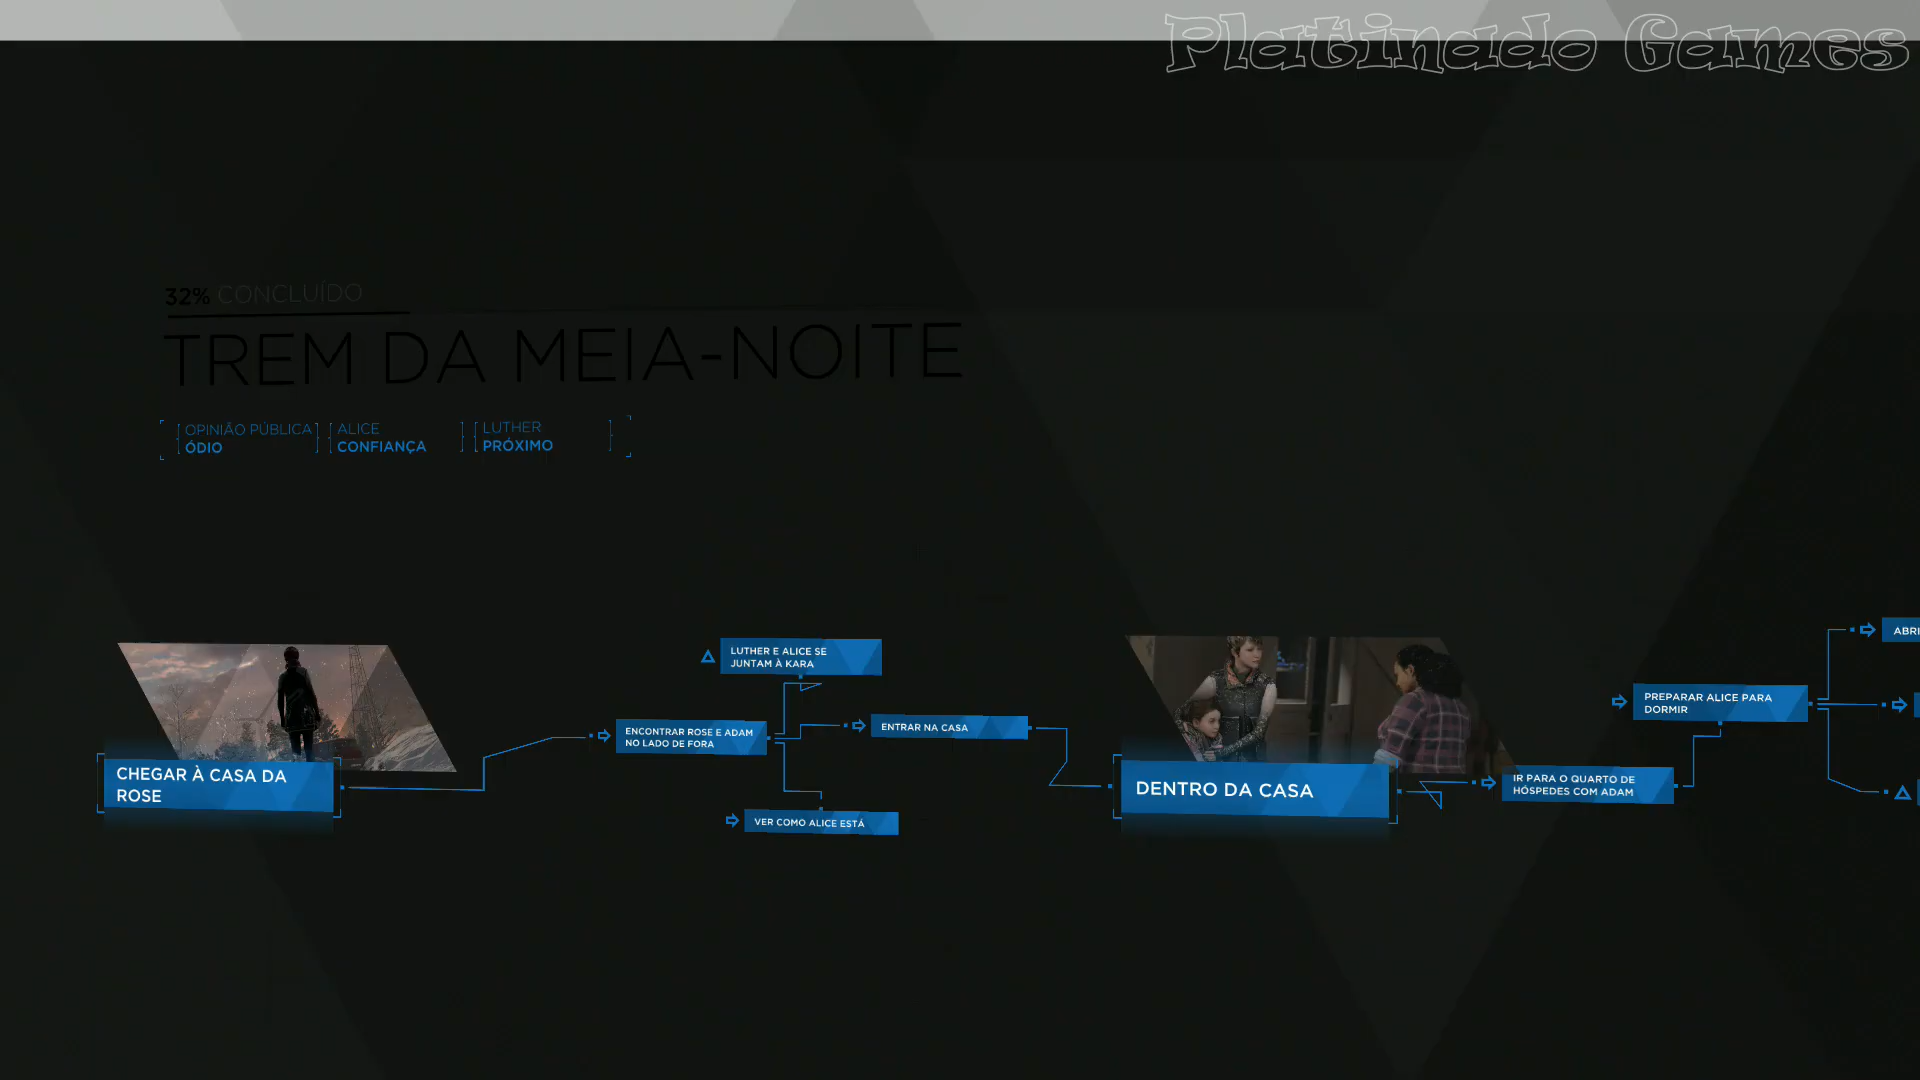 Platinado Games
32% CONCLUÍDO
TREM DA MEIA-NOITE
OPINIÃO PÚBLICA
ÓDIO
ALICE
CONFIANÇA
LUTHER
PRÓXIMO
CHEGAR À CASA DA
ROSE
ENCONTRAR ROSE E ADAM
NO LADO DE FORA
LUTHER E ALICE SE
JUNTAM À KARA
ENTRAR NA CASA
VER COMO ALICE ESTÁ
DENTRO DA CASA
IR PARA O QUARTO DE
HÓSPEDES COM ADAM
PREPARAR ALICE PARA
DORMIR
ABRI